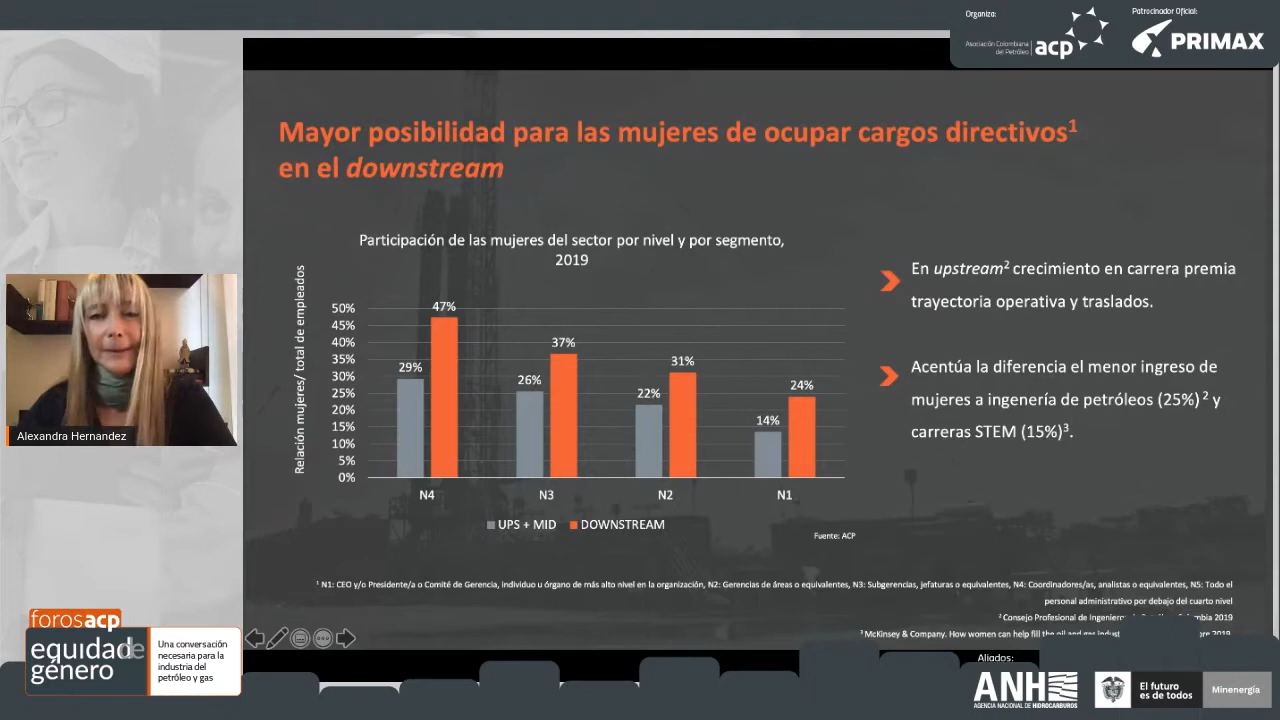 Organiza:
Asociación Colombiana
del Petróleo
acp
Patrocinador Oficial:
PRIMAX
Mayor posibilidad para las mujeres de ocupar cargos directivos¹
en el downstream
Participación de las mujeres del sector por nivel y por segmento,
2019
Relación mujeres/ total de empleados
50%
45%
40%
35%
30%
25%
20%
15%
10%
5%
0%
29%
47%
26%
37%
22%
31%
14%
24%
N4
N3
N2
N1
UPS + MID
DOWNSTREAM
Fuente: ACP
En upstream² crecimiento en carrera premia
trayectoria operativa y traslados.
Acentúa la diferencia el menor ingreso de
mujeres a ingenería de petróleos (25%) ² y
carreras STEM (15%)³.
¹ N1: CEO y/o Presidente/a o Comité de Gerencia, individuo u órgano de más alto nivel en la organización, N2: Gerencias de áreas o equivalentes, N3: Subgerencias, jefaturas o equivalentes, N4: Coordinadores/as, analistas o equivalentes, N5: Todo el
personal administrativo por debajo del cuarto nivel
² Consejo Profesional de Colombia 2019
³ McKinsey & Company. How women can help fill the oil and gas 2019.
Alexandra Hernandez
forosacp
equidad de
género
Una conversación
necesaria para la
industria del
petróleo y gas
Aliados:
ANH
AGENCIA NACIONAL DE HIDROCARBUROS
El futuro
es de todos
Minenergía